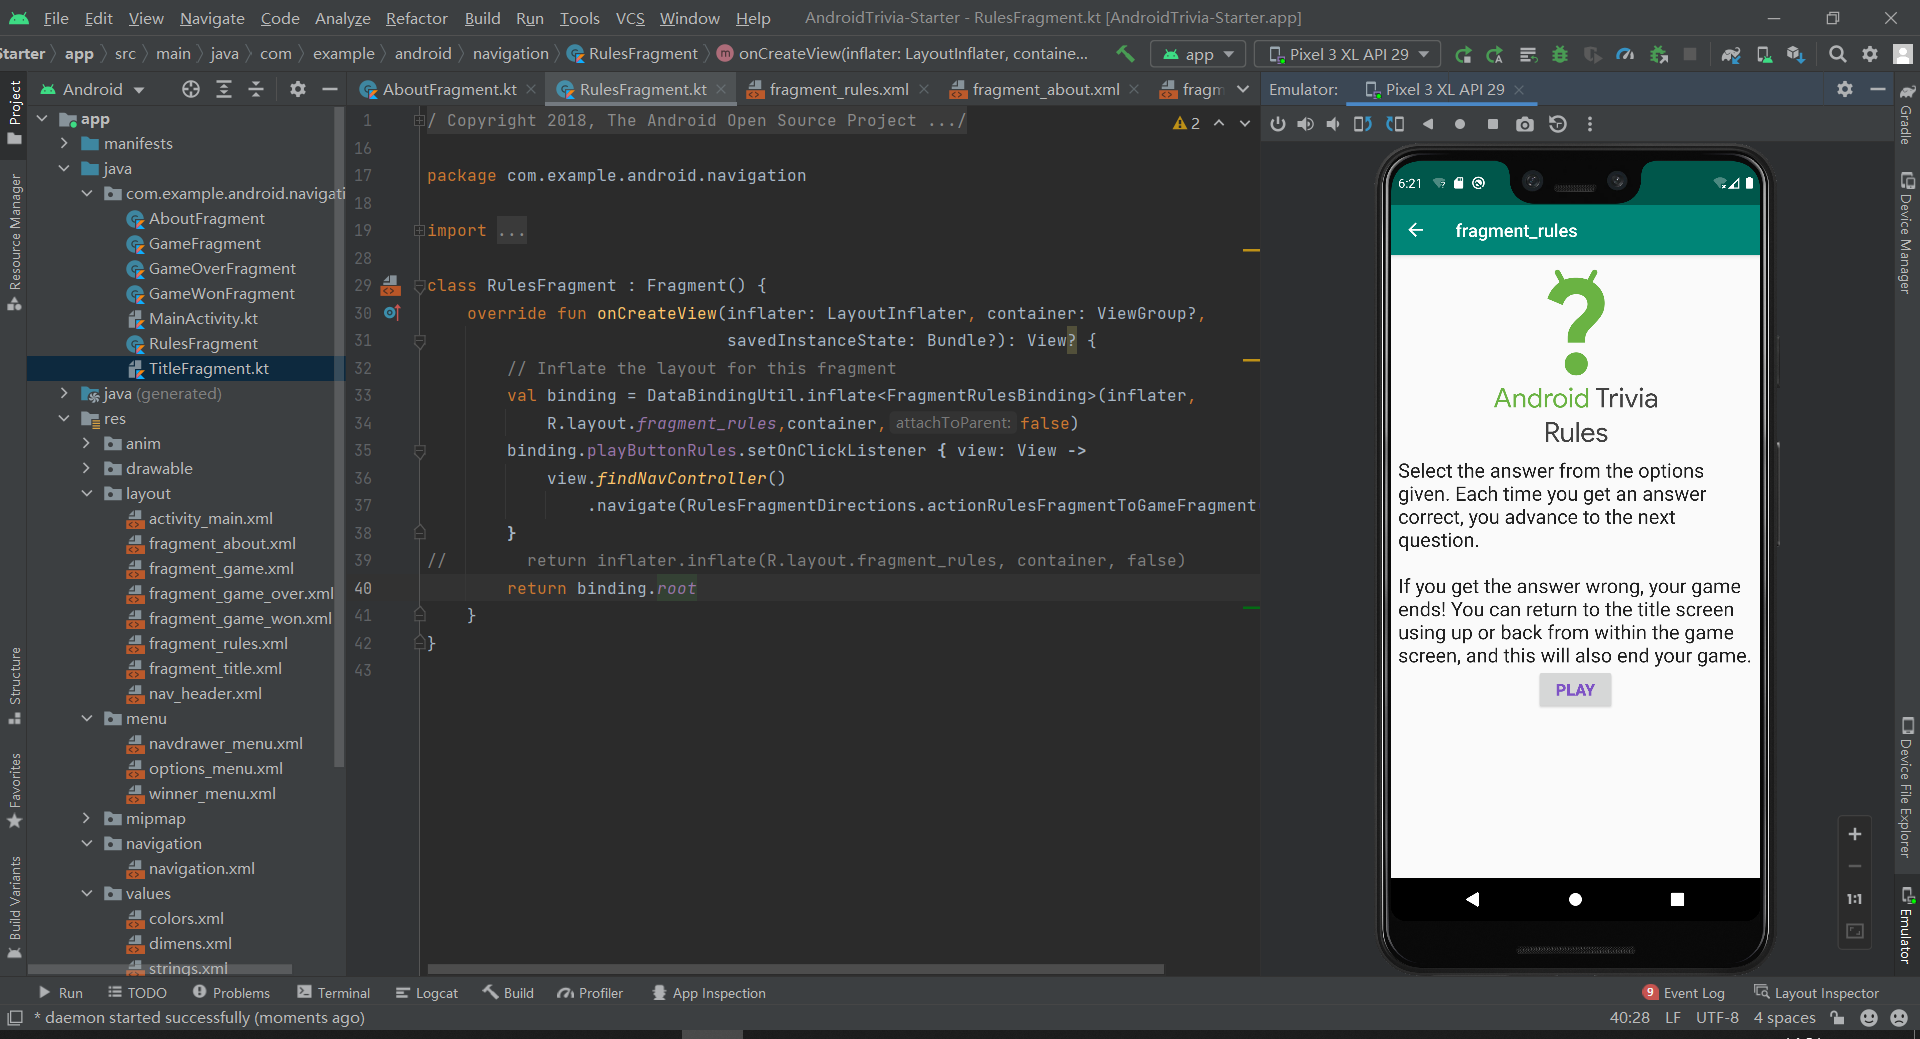 File Edit View Navigate Code Analyze Refactor Build Run Tools VCS Window Help AndroidTrivia-Starter - RulesFragment.kt [AndroidTrivia-Starter.app]
Starter app src main java com example android navigation RulesFragment m onCreateView(inflater: LayoutInflater, containe... app Pixel 3 XL API 29
Project
Resource Manager
Structure
Favorites
Build Variants
Android
app
manifests
java
com.example.android.navigati
AboutFragment
GameFragment
GameOverFragment
GameWonFragment
MainActivity.kt
RulesFragment
TitleFragment.kt
java (generated)
res
anim
drawable
layout
activity_main.xml
fragment_about.xml
fragment_game.xml
fragment_game_over.xml
fragment_game_won.xml
fragment_rules.xml
fragment_title.xml
nav_header.xml
menu
navdrawer_menu.xml
options_menu.xml
winner_menu.xml
mipmap
navigation
navigation.xml
values
colors.xml
dimens.xml
strings.xml
AboutFragment.kt RulesFragment.kt fragment_rules.xml fragment_about.xml fragm
2
1 / Copyright 2018, The Android Open Source Project .../
16
17 package com.example.android.navigation
18
19 import ...
28
29 class RulesFragment : Fragment() {
30 override fun onCreateView(inflater: LayoutInflater, container: ViewGroup?,
31 savedInstanceState: Bundle?): View? {
32 // Inflate the layout for this fragment
33 val binding = DataBindingUtil.inflate<FragmentRulesBinding>(inflater,
34 R.layout.fragment_rules,container, attachToParent: false)
35 binding.playButtonRules.setOnClickListener { view: View ->
36 view.findNavController()
37 .navigate(RulesFragmentDirections.actionRulesFragmentToGameFragment
38 }
39 // return inflater.inflate(R.layout.fragment_rules, container, false)
40 return binding.root
41 }
42 }
43
Emulator: Pixel 3 XL API 29
6:21
fragment_rules
Android Trivia
Rules
Select the answer from the options
given. Each time you get an answer
correct, you advance to the next
question.
If you get the answer wrong, your game
ends! You can return to the title screen
using up or back from within the game
screen, and this will also end your game.
PLAY
1:1
Gradle
Device Manager
Device File Explorer
Emulator
Run TODO Problems Terminal Logcat Build Profiler App Inspection 9 Event Log Layout Inspector
* daemon started successfully (moments ago) 40:28 LF UTF-8 4 spaces